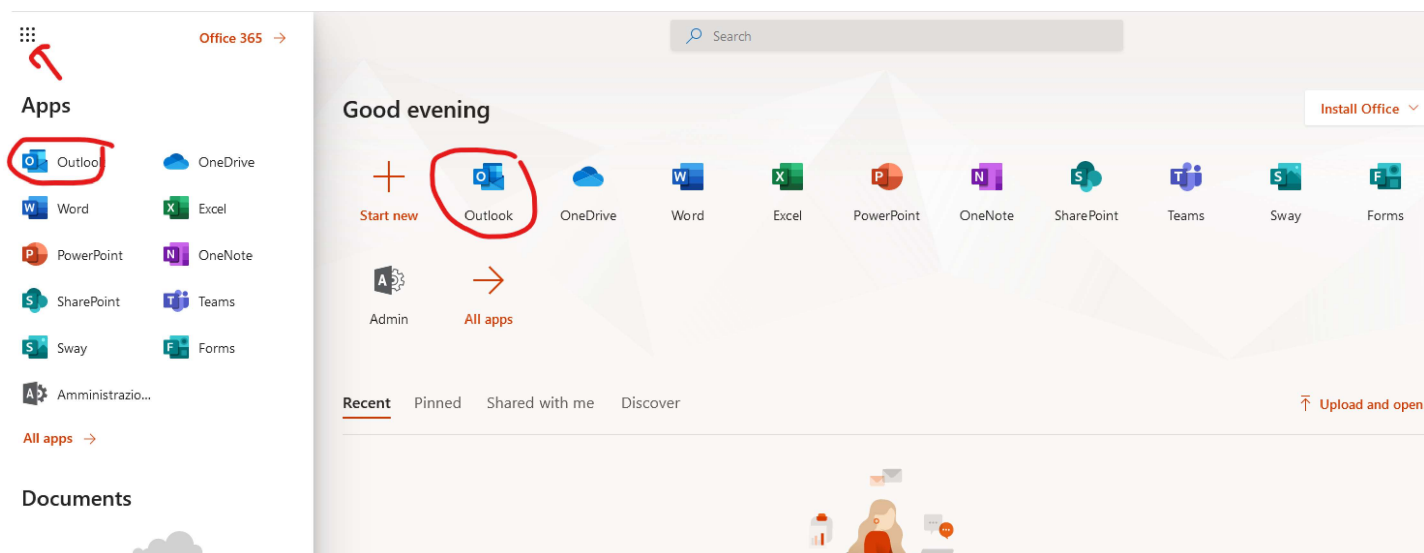 Office 365 →
Apps
Outlook
OneDrive
Word
Excel
PowerPoint
OneNote
SharePoint
Teams
Sway
Forms
Amministrazio...
All apps →
Documents
Search
Good evening
Install Office
Start new
Outlook
OneDrive
Word
Excel
PowerPoint
OneNote
SharePoint
Teams
Sway
Forms
Admin
All apps
Recent Pinned Shared with me Discover
Upload and open